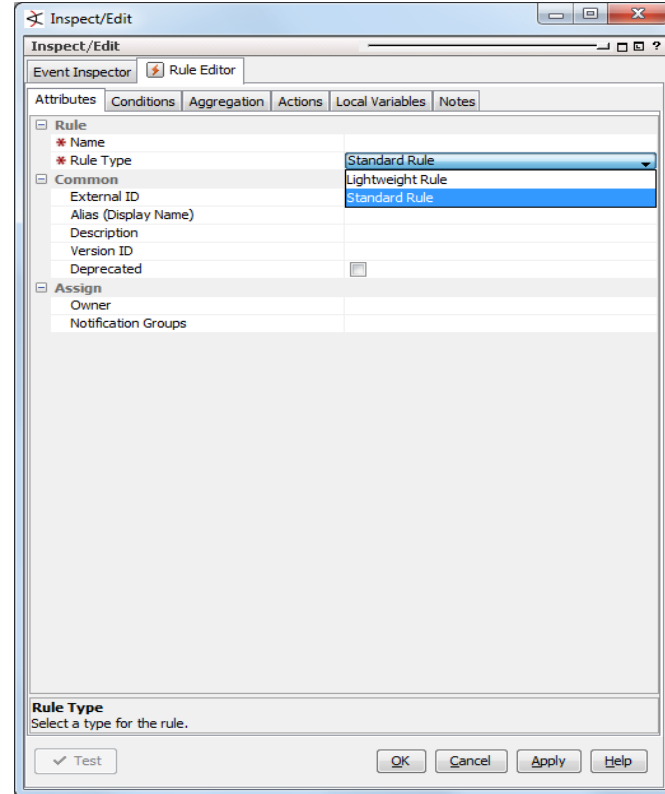 Inspect/Edit
Inspect/Edit ?
Event Inspector Rule Editor
Attributes Conditions Aggregation Actions Local Variables Notes
Rule
* Name
* Rule Type Standard Rule
Common Lightweight Rule
External ID Standard Rule
Alias (Display Name)
Description
Version ID
Deprecated
Assign
Owner
Notification Groups
Rule Type
Select a type for the rule.
Test OK Cancel Apply Help